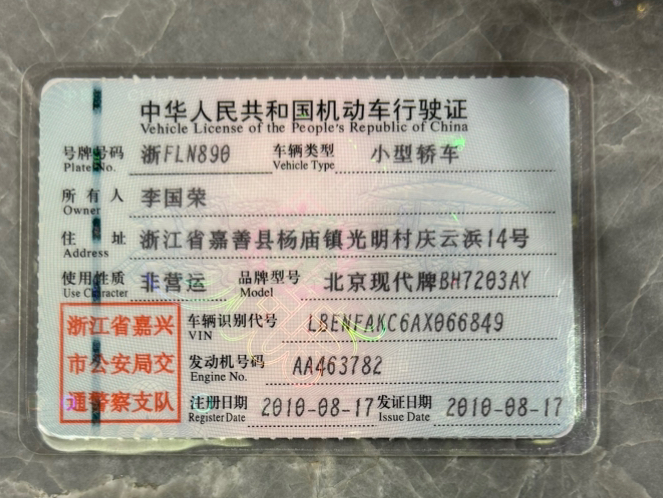 中华人民共和国机动车行驶证
Vehicle License of the People's Republic of China
号牌号码 浙FLN890 车辆类型 小型轿车
Plate No. Vehicle Type
所有人 李国荣
Owner
住址 浙江省嘉善县杨庙镇光明村庆云浜14号
Address
使用性质 非营运 品牌型号 北京现代牌BH7203AY
Use Character Model
浙江省嘉兴 车辆识别代号 LBENFAKC6AX066849
VIN
市公安局交 发动机号码 AA463782
Engine No.
通警察支队 注册日期 2010-08-17 发证日期 2010-08-17
Register Date Issue Date